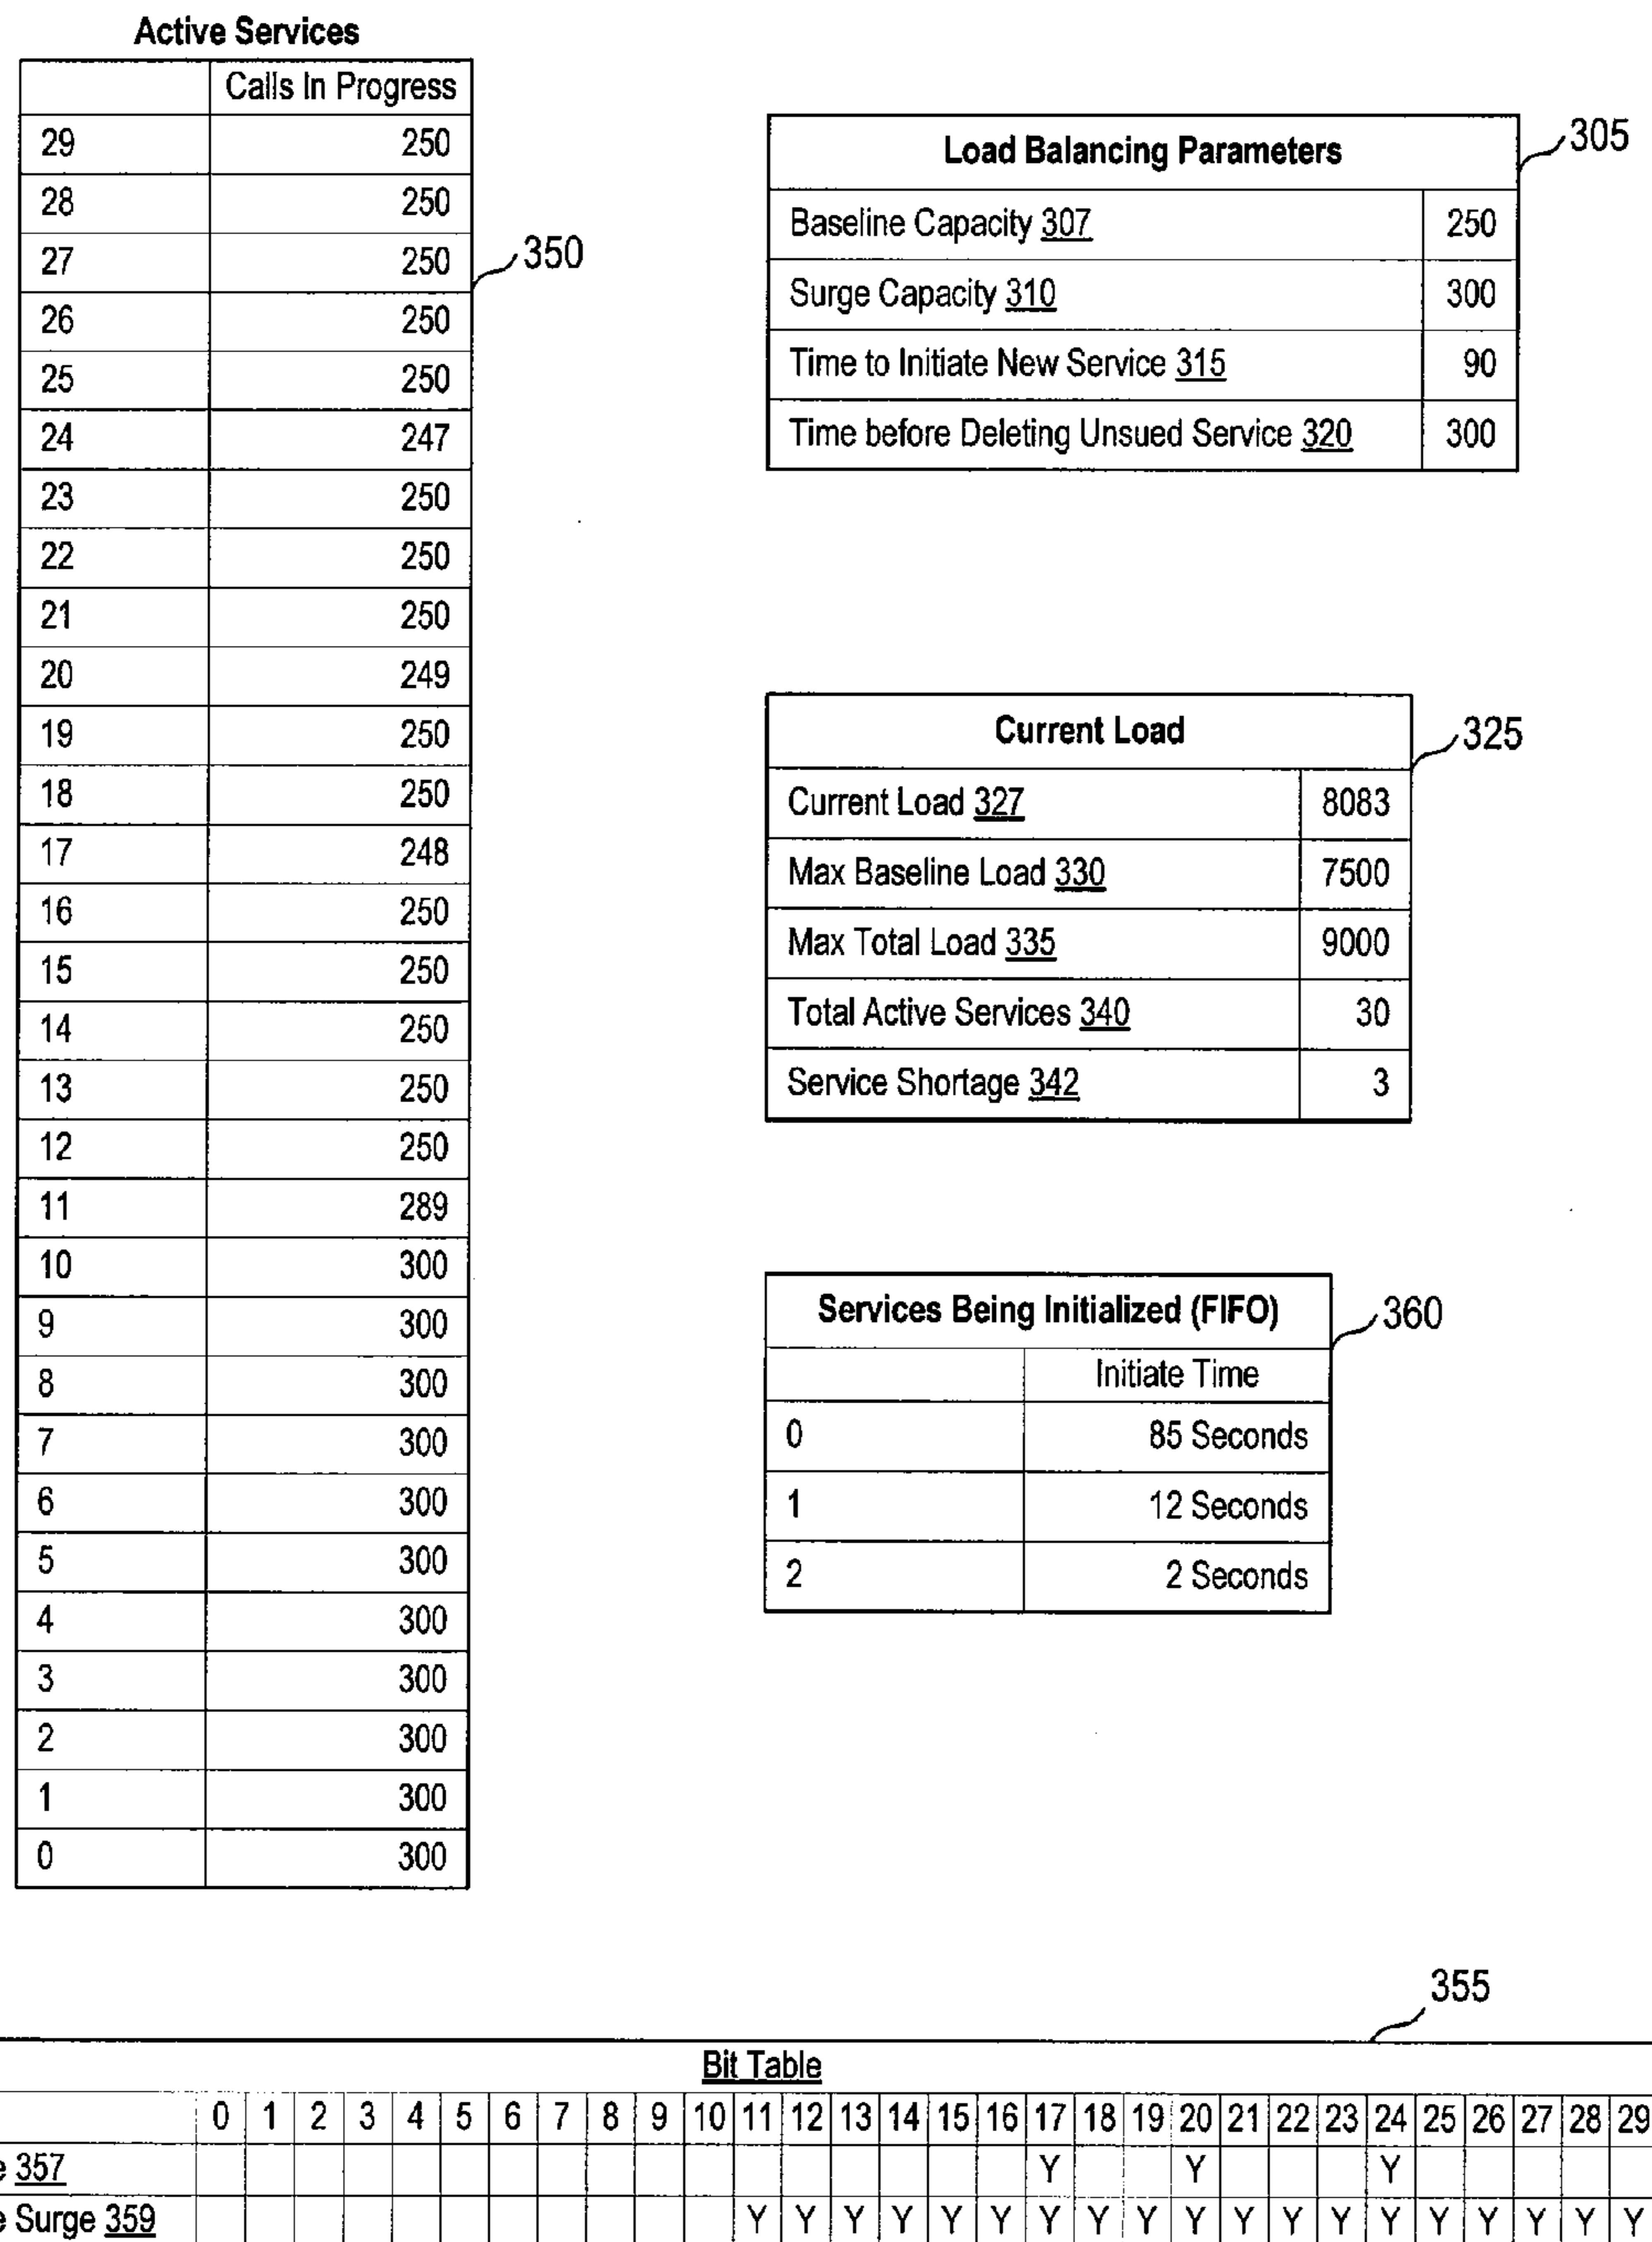 Active Services
Calls In Progress
29 250
28 250
27 250
26 250
25 250
24 247
23 250
22 250
21 250
20 249
19 250
18 250
17 248
16 250
15 250
14 250
13 250
12 250
11 289
10 300
9 300
8 300
7 300
6 300
5 300
4 300
3 300
2 300
1 300
0 300
350
Load Balancing Parameters
Baseline Capacity 307 250
Surge Capacity 310 300
Time to Initiate New Service 315 90
Time before Deleting Unsued Service 320 300
305
Current Load
Current Load 327 8083
Max Baseline Load 330 7500
Max Total Load 335 9000
Total Active Services 340 30
Service Shortage 342 3
325
Services Being Initialized (FIFO)
Initiate Time
0 85 Seconds
1 12 Seconds
2 2 Seconds
360
355
Bit Table
0 1 2 3 4 5 6 7 8 9 10 11 12 13 14 15 16 17 18 19 20 21 22 23 24 25 26 27 28 29
e 357 Y Y Y
e Surge 359 Y Y Y Y Y Y Y Y Y Y Y Y Y Y Y Y Y Y Y